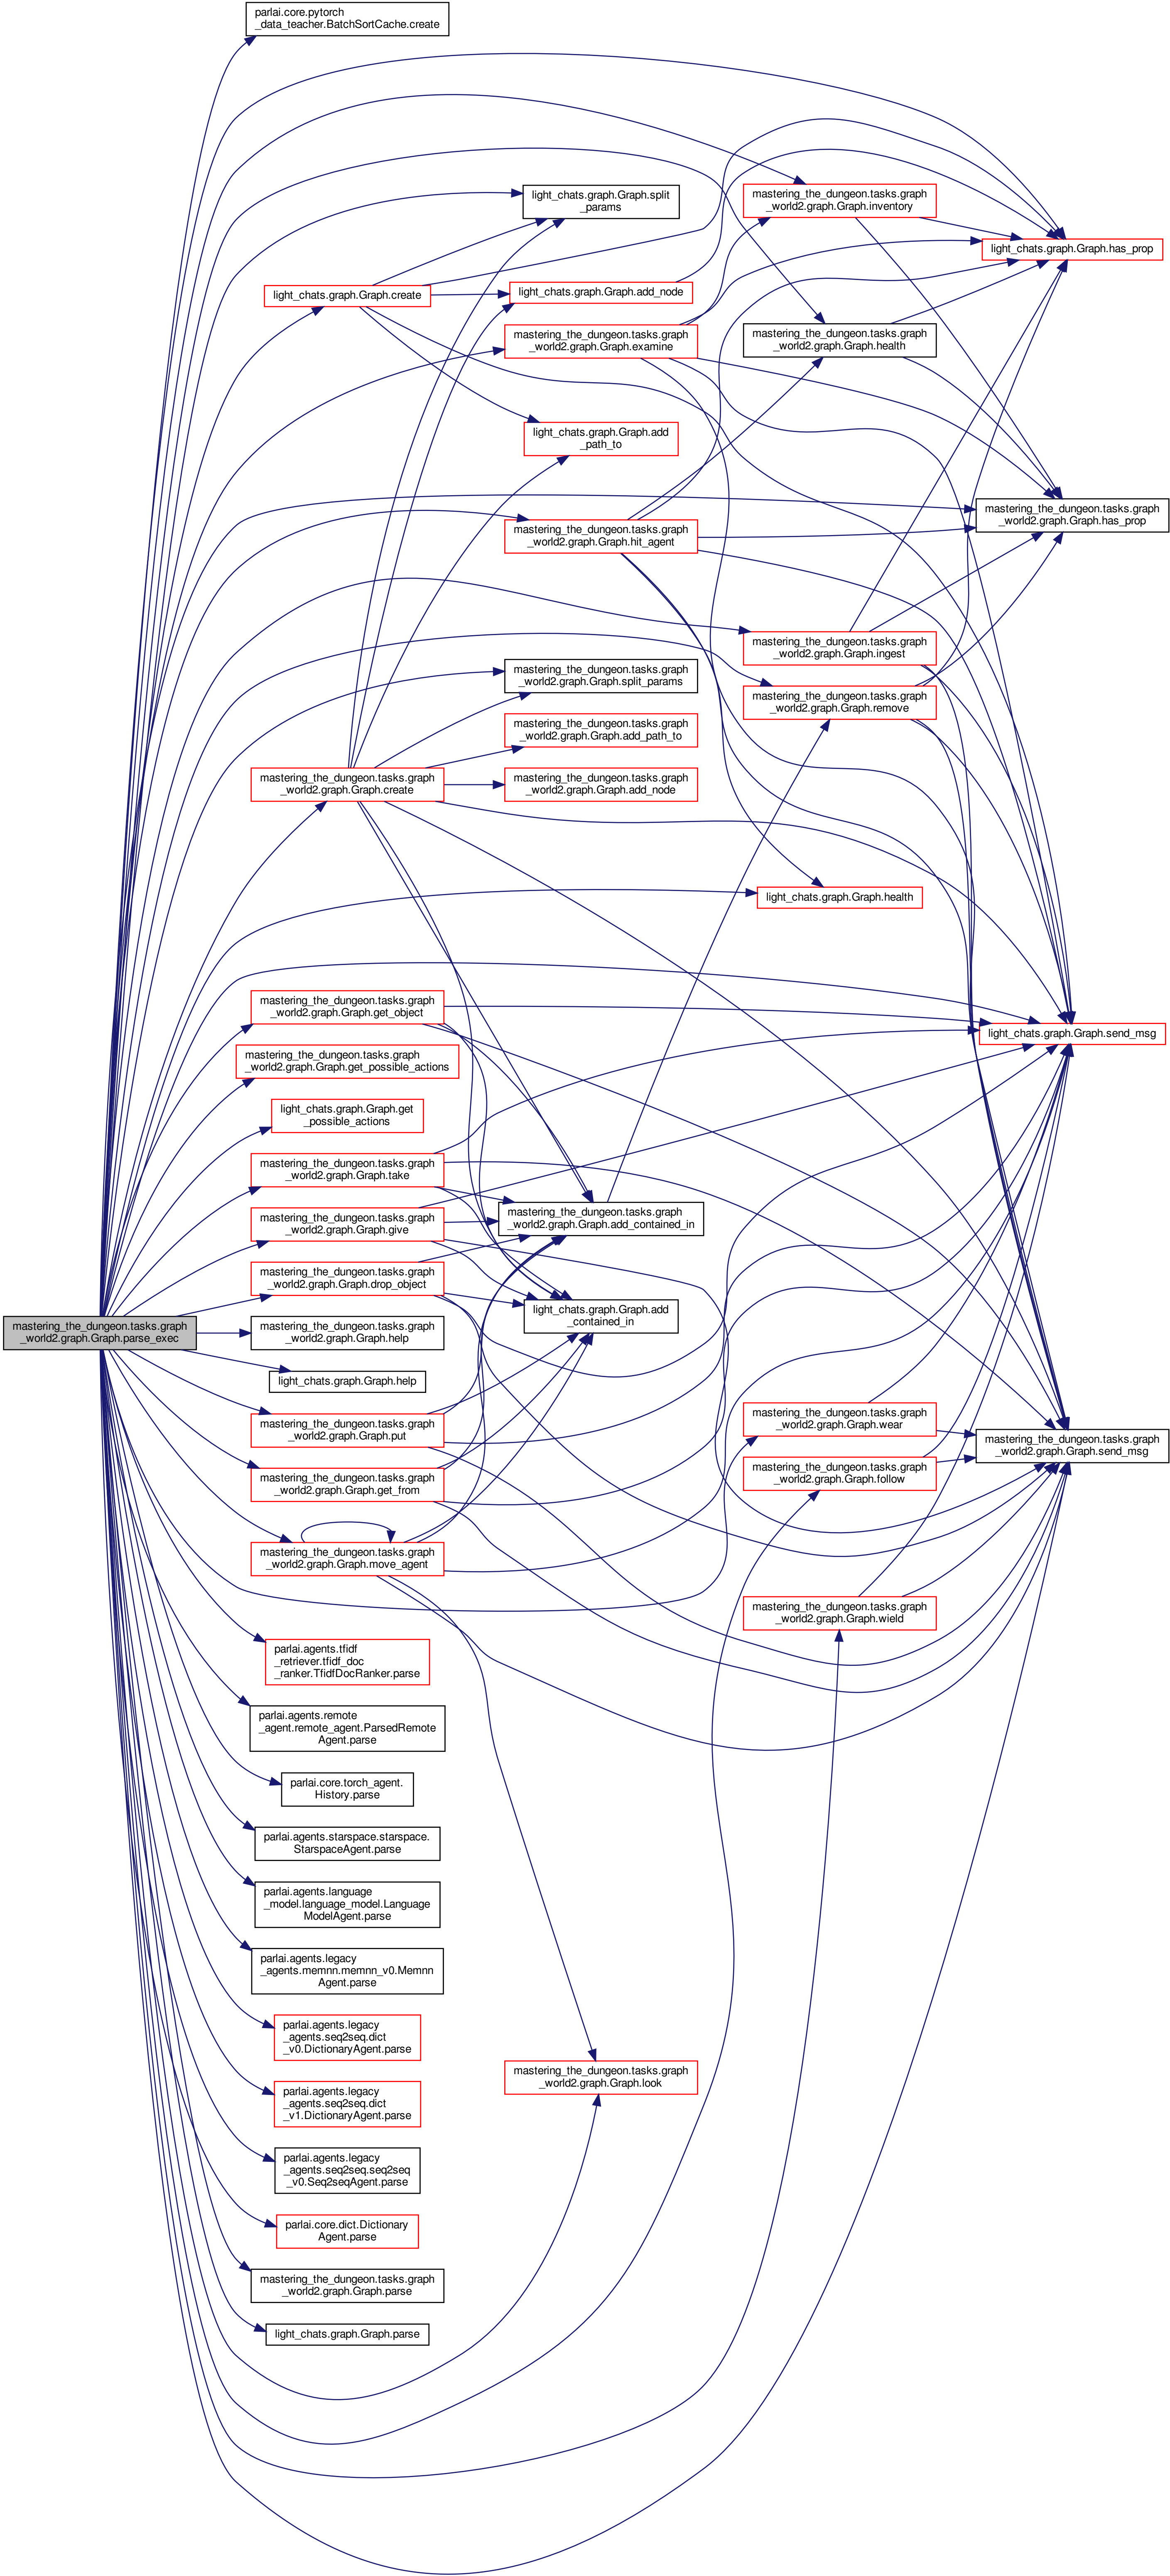 parlai.core.pytorch
_data_teacher.BatchSortCache.create
light_chats.graph.Graph.split
_params
mastering_the_dungeon.tasks.graph
_world2.graph.Graph.inventory
light_chats.graph.Graph.has_prop
light_chats.graph.Graph.create
light_chats.graph.Graph.add_node
mastering_the_dungeon.tasks.graph
_world2.graph.Graph.examine
mastering_the_dungeon.tasks.graph
_world2.graph.Graph.health
light_chats.graph.Graph.add
_path_to
mastering_the_dungeon.tasks.graph
_world2.graph.Graph.has_prop
mastering_the_dungeon.tasks.graph
_world2.graph.Graph.hit_agent
mastering_the_dungeon.tasks.graph
_world2.graph.Graph.ingest
mastering_the_dungeon.tasks.graph
_world2.graph.Graph.split_params
mastering_the_dungeon.tasks.graph
_world2.graph.Graph.remove
mastering_the_dungeon.tasks.graph
_world2.graph.Graph.add_path_to
mastering_the_dungeon.tasks.graph
_world2.graph.Graph.create
mastering_the_dungeon.tasks.graph
_world2.graph.Graph.add_node
light_chats.graph.Graph.health
mastering_the_dungeon.tasks.graph
_world2.graph.Graph.get_object
light_chats.graph.Graph.send_msg
mastering_the_dungeon.tasks.graph
_world2.graph.Graph.get_possible_actions
light_chats.graph.Graph.get
_possible_actions
mastering_the_dungeon.tasks.graph
_world2.graph.Graph.take
mastering_the_dungeon.tasks.graph
_world2.graph.Graph.give
mastering_the_dungeon.tasks.graph
_world2.graph.Graph.add_contained_in
mastering_the_dungeon.tasks.graph
_world2.graph.Graph.drop_object
light_chats.graph.Graph.add
_contained_in
mastering_the_dungeon.tasks.graph
_world2.graph.Graph.parse_exec
mastering_the_dungeon.tasks.graph
_world2.graph.Graph.help
light_chats.graph.Graph.help
mastering_the_dungeon.tasks.graph
_world2.graph.Graph.put
mastering_the_dungeon.tasks.graph
_world2.graph.Graph.wear
mastering_the_dungeon.tasks.graph
_world2.graph.Graph.send_msg
mastering_the_dungeon.tasks.graph
_world2.graph.Graph.get_from
mastering_the_dungeon.tasks.graph
_world2.graph.Graph.follow
mastering_the_dungeon.tasks.graph
_world2.graph.Graph.move_agent
mastering_the_dungeon.tasks.graph
_world2.graph.Graph.wield
parlai.agents.tfidf
_retriever.tfidf_doc
_ranker.TfidfDocRanker.parse
parlai.agents.remote
_agent.remote_agent.ParsedRemote
Agent.parse
parlai.core.torch_agent.
History.parse
parlai.agents.starspace.starspace.
StarspaceAgent.parse
parlai.agents.language
_model.language_model.Language
ModelAgent.parse
parlai.agents.legacy
_agents.memnn.memnn_v0.Memnn
Agent.parse
parlai.agents.legacy
_agents.seq2seq.dict
_v0.DictionaryAgent.parse
mastering_the_dungeon.tasks.graph
_world2.graph.Graph.look
parlai.agents.legacy
_agents.seq2seq.dict
_v1.DictionaryAgent.parse
parlai.agents.legacy
_agents.seq2seq.seq2seq
_v0.Seq2seqAgent.parse
parlai.core.dict.Dictionary
Agent.parse
mastering_the_dungeon.tasks.graph
_world2.graph.Graph.parse
light_chats.graph.Graph.parse